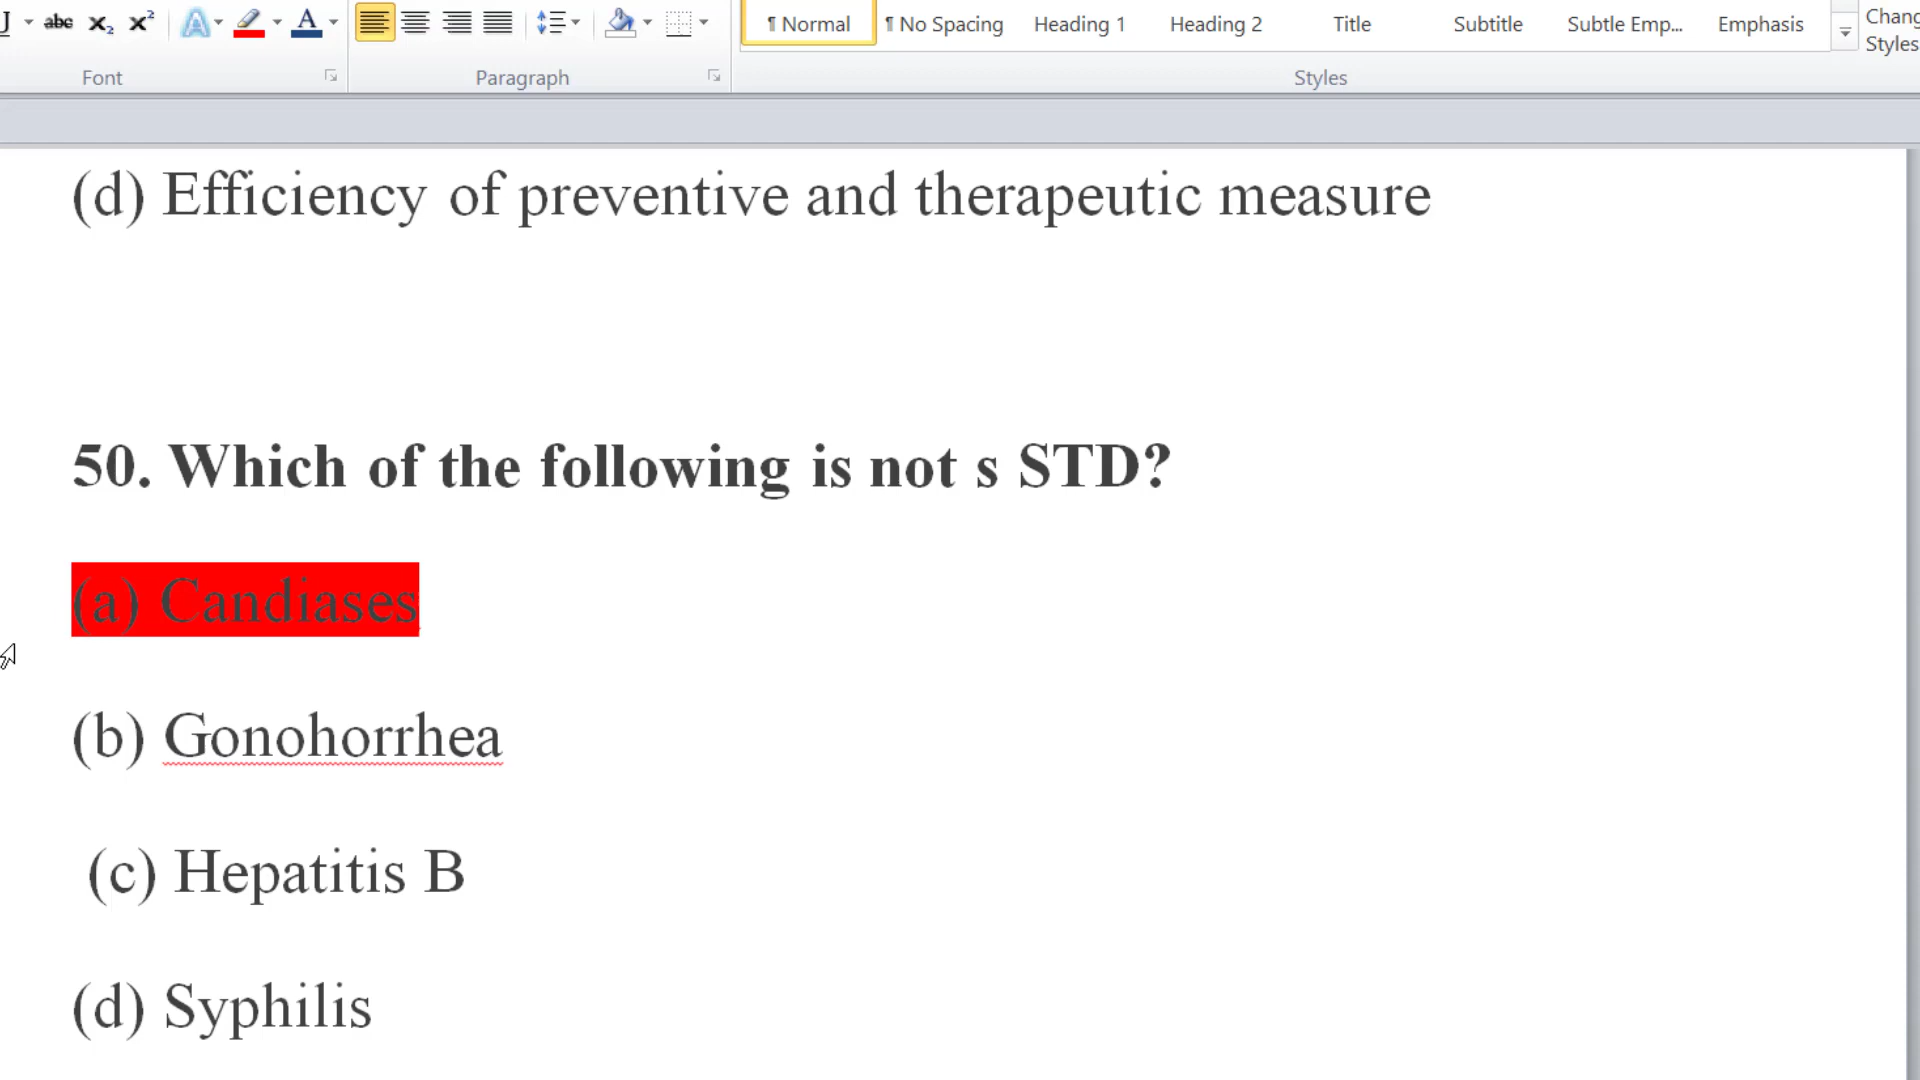 abc X₂ X² A A
Normal No Spacing Heading 1 Heading 2 Title Subtitle Subtle Emp... Emphasis
Styles
Font Paragraph Styles
(d) Efficiency of preventive and therapeutic measure
50. Which of the following is not s STD?
(a) Candiases
(b) Gonohorrhea
(c) Hepatitis B
(d) Syphilis